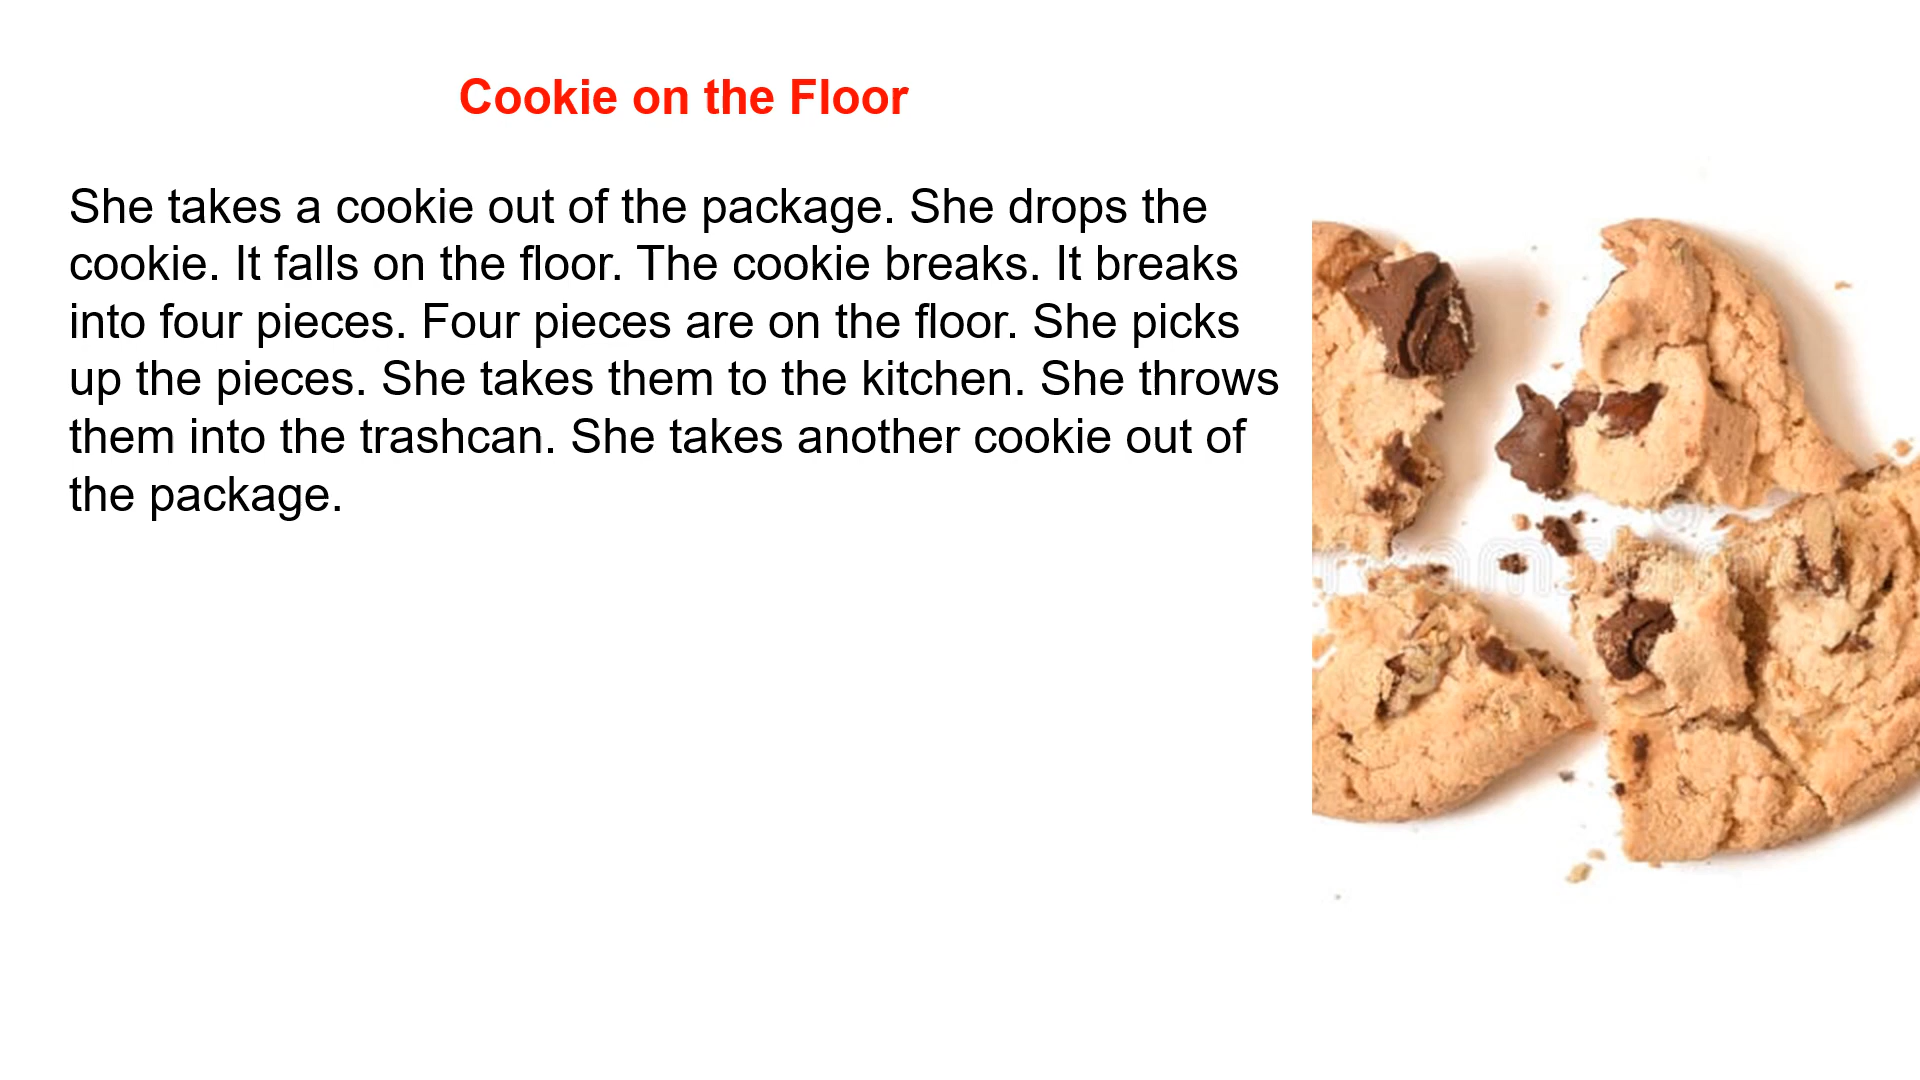 Cookie on the Floor
She takes a cookie out of the package. She drops the
cookie. It falls on the floor. The cookie breaks. It breaks
into four pieces. Four pieces are on the floor. She picks
up the pieces. She takes them to the kitchen. She throws
them into the trashcan. She takes another cookie out of
the package.